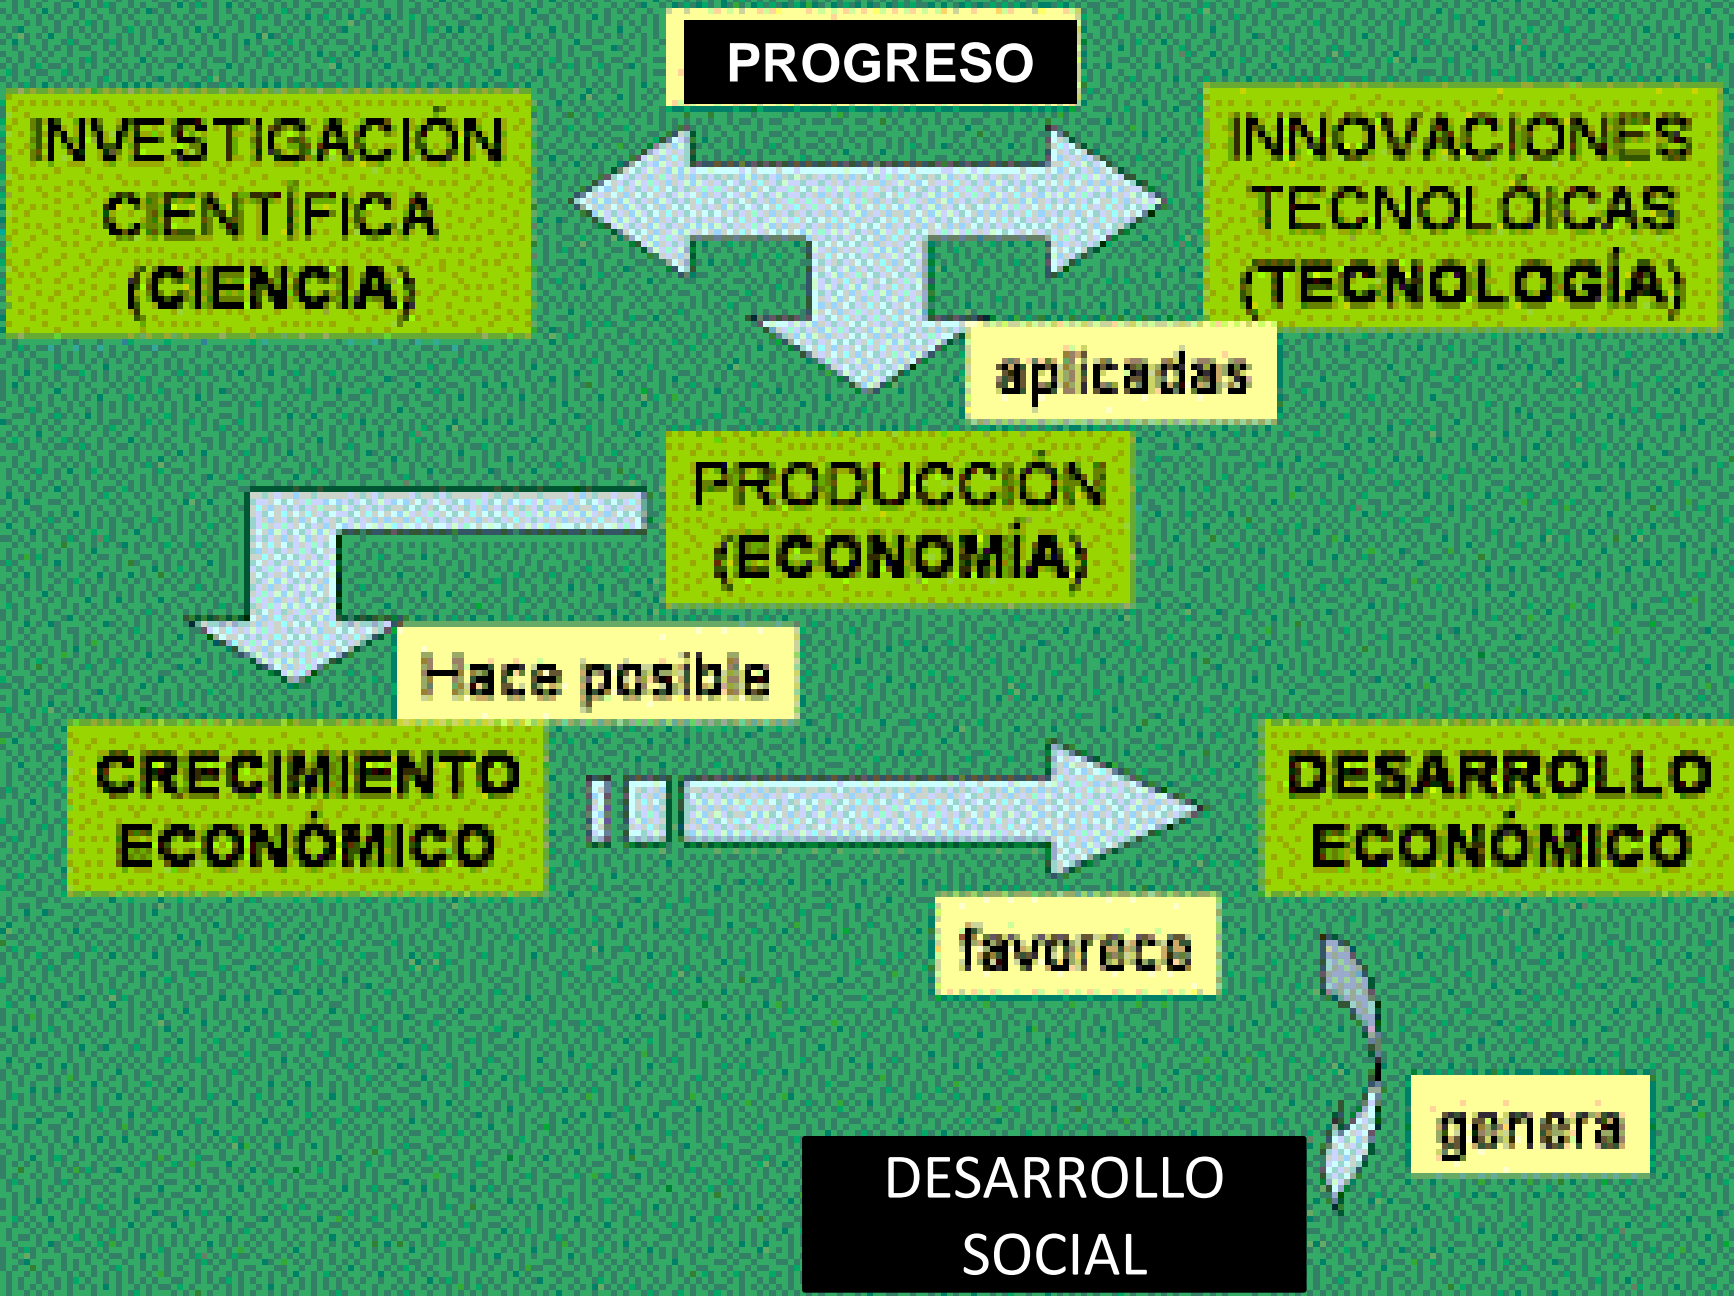 PROGRESO
INVESTIGACIÓN
CIENTÍFICA
(CIENCIA)
INNOVACIONES
TECNOLÓICAS
(TECNOLOGÍA)
aplicadas
PRODUCCIÓN
(ECONOMÍA)
Hace posible
CRECIMIENTO
ECONÓMICO
DESARROLLO
ECONÓMICO
favorece
genera
DESARROLLO
SOCIAL